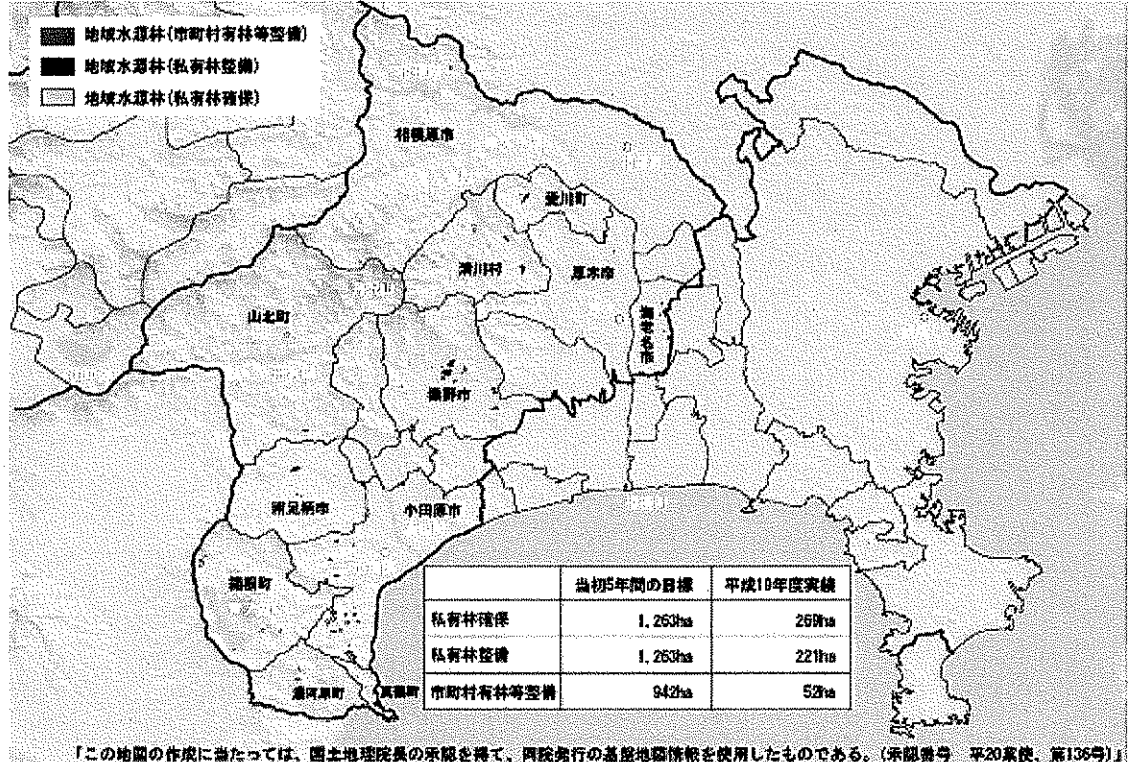 地域水源林(市町村有林等整備)
地域水源林(私有林整備)
地域水源林(私有林確保)
相模原市
愛川町
清川村
厚木市
山北町
海老名市
秦野市
南足柄市
小田原市
箱根町
湯河原町
真鶴町
当初5年間の目標 平成19年度実績
私有林確保 1,263ha 269ha
私有林整備 1,263ha 221ha
市町村有林等整備 942ha 52ha
「この地図の作成に当たっては、国土地理院長の承認を得て、同院発行の基盤地図情報を使用したものである。(承認番号 平20業使、第136号)」